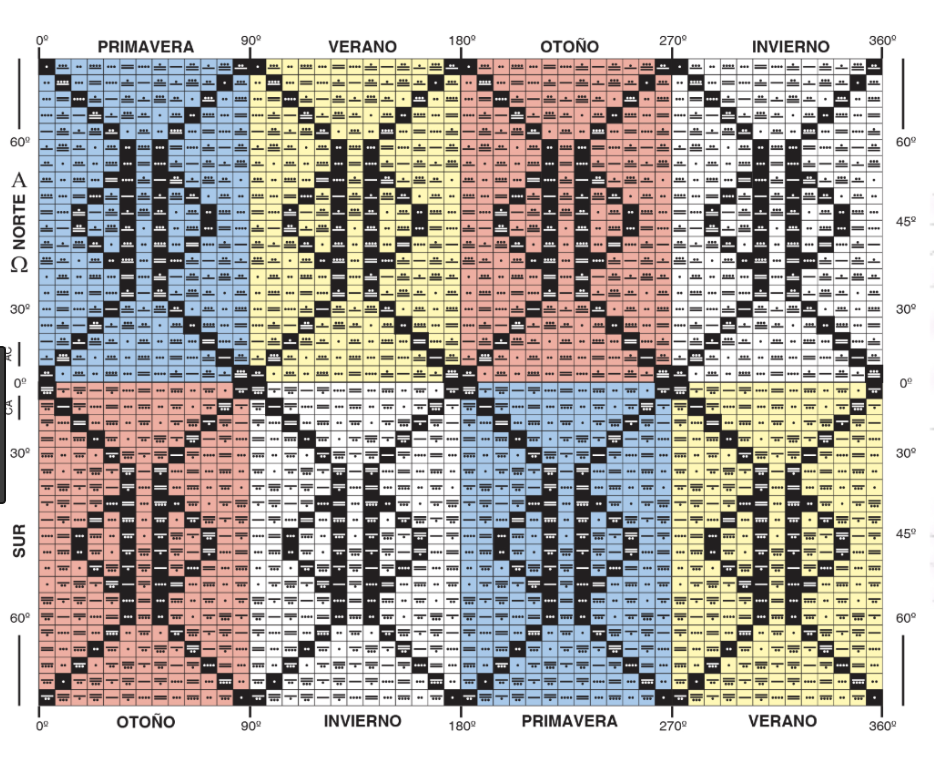 0º PRIMAVERA 90º VERANO 180º OTOÑO 270º INVIERNO 360º
60º 60º
A
NORTE
Ω
45º
30º 30º
0º 0º
CA
30º 30º
SUR
45º
60º 60º
OTOÑO INVIERNO PRIMAVERA VERANO
0º 90º 180º 270º 360º